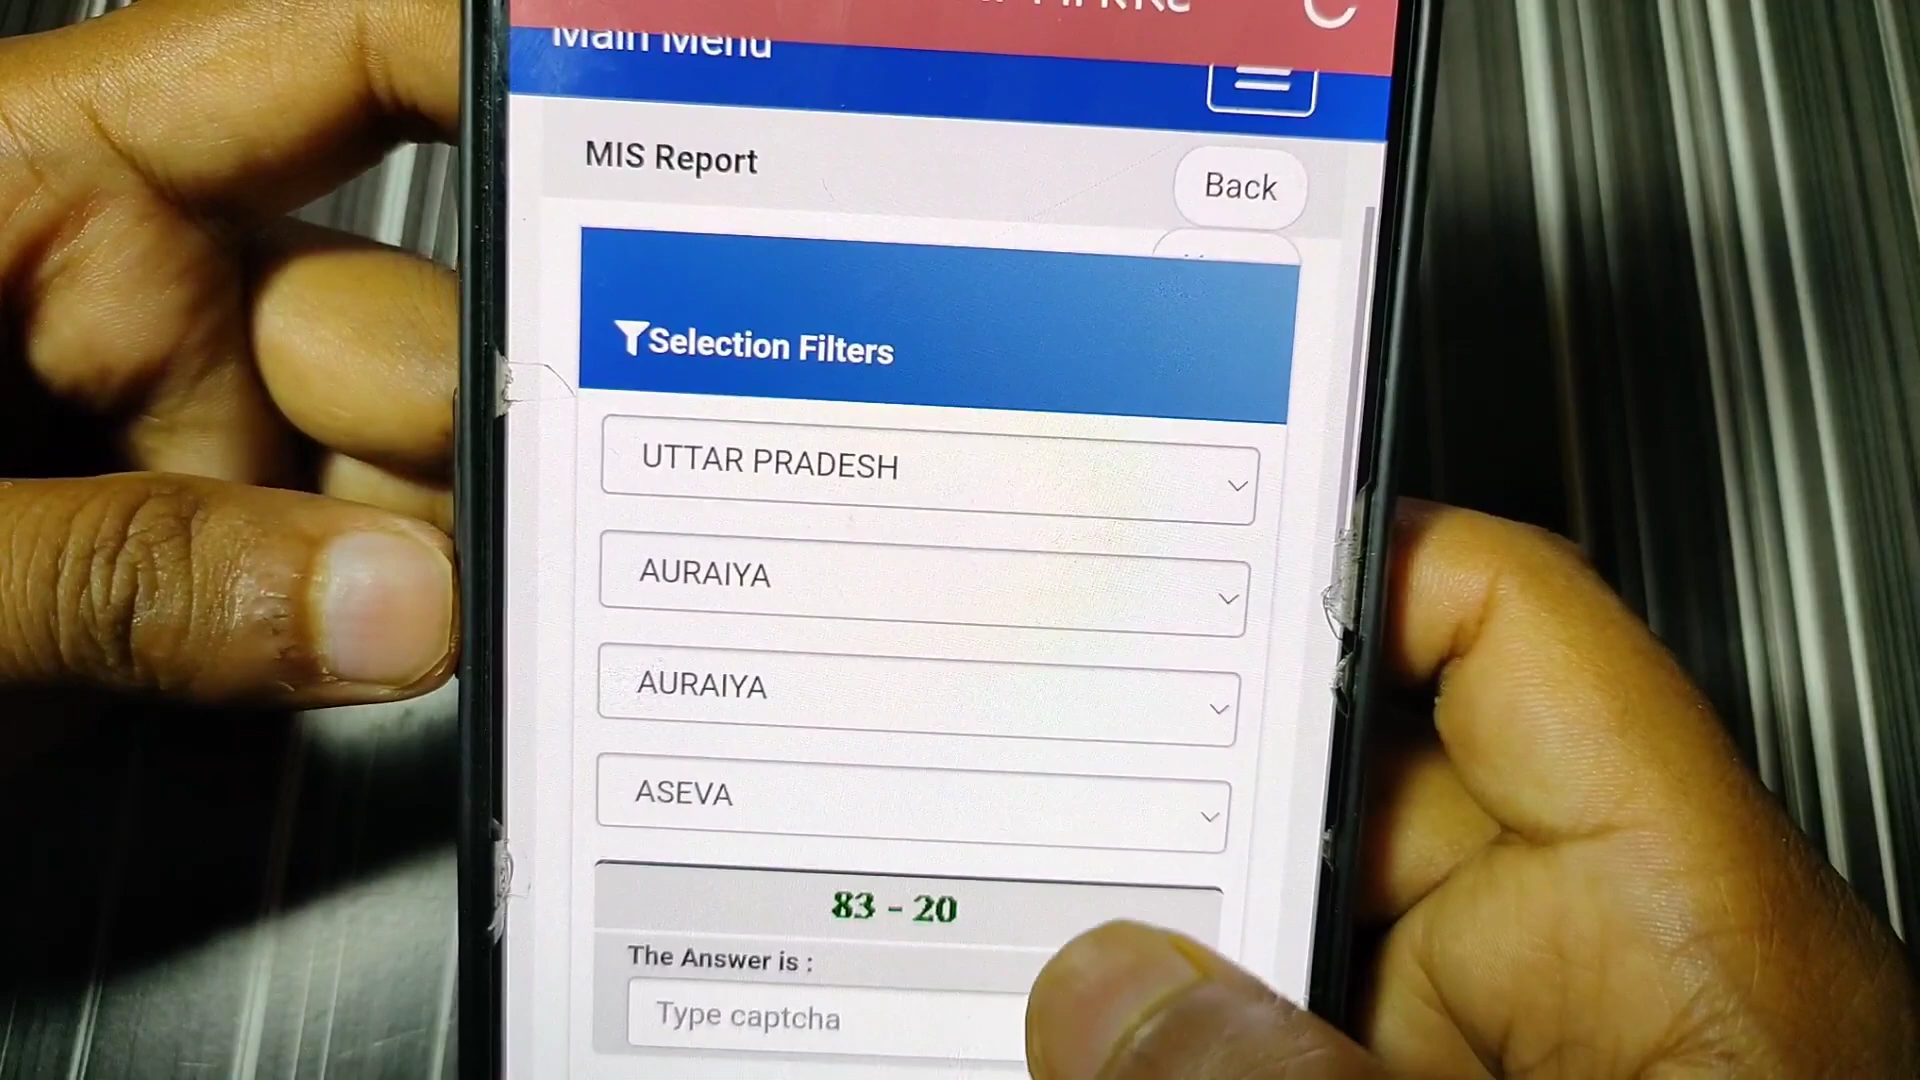 Main Menu
MIS Report
Back
Selection Filters
UTTAR PRADESH
AURAIYA
AURAIYA
ASEVA
83 - 20
The Answer is :
Type captcha